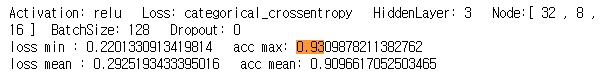 Activation: relu Loss: categorical_crossentropy HiddenLayer: 3 Node:[ 32 , 8 ,
16 ] BatchSize: 128 Dropout: 0
loss min : 0.2201330913419814 acc max: 0.9309878211382762
loss mean : 0.2925193433395016 acc mean: 0.9096617052503465